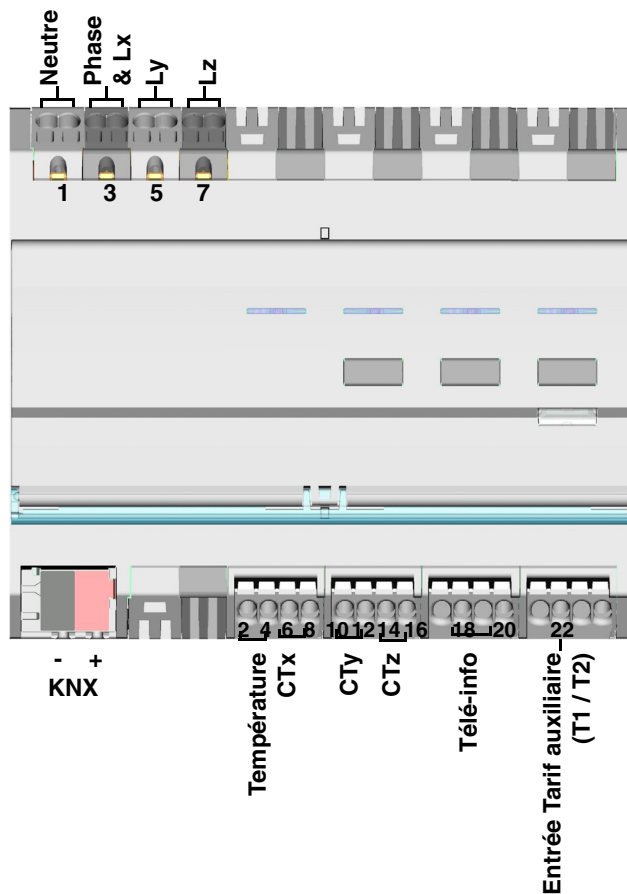 Neutre
Phase
& Lx
Ly
Lz
1 3 5 7
2 4 6 8 10 12 14 16 18 20 22
- +
KNX
Température
CTx
CTy
CTz
Télé-info
Entrée Tarif auxiliaire
(T1 / T2)